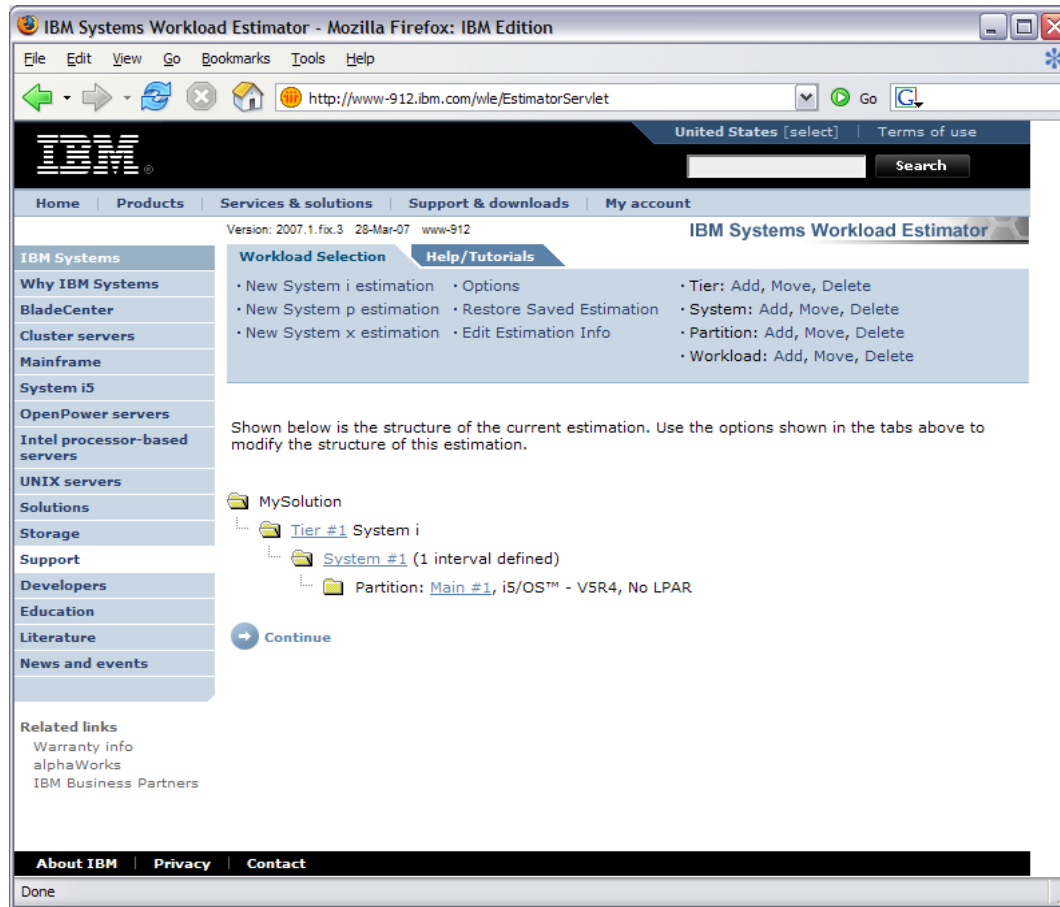 IBM Systems Workload Estimator - Mozilla Firefox: IBM Edition
File Edit View Go Bookmarks Tools Help
http://www-912.ibm.com/wle/EstimatorServlet Go G
United States [select] | Terms of use
IBM®
Search
Home | Products | Services & solutions | Support & downloads | My account
Version: 2007.1.fix.3 28-Mar-07 www-912
IBM Systems Workload Estimator
IBM Systems
Why IBM Systems
BladeCenter
Cluster servers
Mainframe
System i5
OpenPower servers
Intel processor-based
servers
UNIX servers
Solutions
Storage
Support
Developers
Education
Literature
News and events
Related links
Warranty info
alphaWorks
IBM Business Partners
Workload Selection Help/Tutorials
· New System i estimation · Options · Tier: Add, Move, Delete
· New System p estimation · Restore Saved Estimation · System: Add, Move, Delete
· New System x estimation · Edit Estimation Info · Partition: Add, Move, Delete
· Workload: Add, Move, Delete
Shown below is the structure of the current estimation. Use the options shown in the tabs above to
modify the structure of this estimation.
MySolution
Tier #1 System i
System #1 (1 interval defined)
Partition: Main #1, i5/OS™ - V5R4, No LPAR
Continue
About IBM | Privacy | Contact
Done